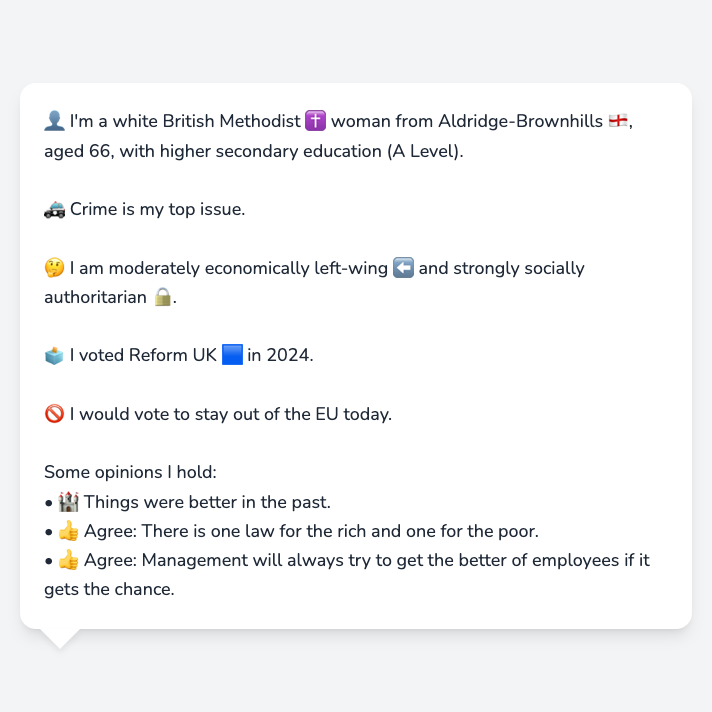 👤 I'm a white British Methodist ✝️ woman from Aldridge-Brownhills 🏴󠁧󠁢󠁥󠁮󠁧󠁿,
aged 66, with higher secondary education (A Level).
🚓 Crime is my top issue.
🤔 I am moderately economically left-wing ⬅️ and strongly socially
authoritarian 🔒.
🗳️ I voted Reform UK 🟦 in 2024.
🚫 I would vote to stay out of the EU today.
Some opinions I hold:
• 🏰 Things were better in the past.
• 👍 Agree: There is one law for the rich and one for the poor.
• 👍 Agree: Management will always try to get the better of employees if it
gets the chance.